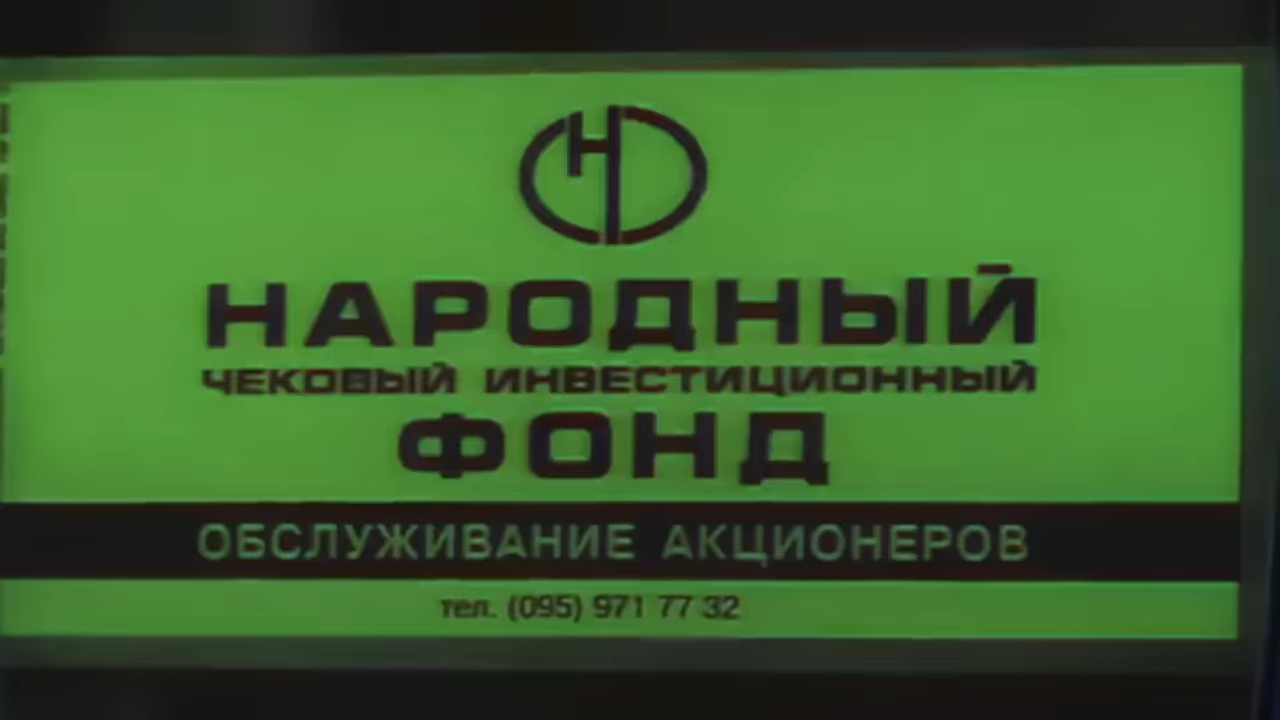 НАРОДНЫЙ
ЧЕКОВЫЙ ИНВЕСТИЦИОННЫЙ
ФОНД
ОБСЛУЖИВАНИЕ АКЦИОНЕРОВ
тел. (095) 971 77 32